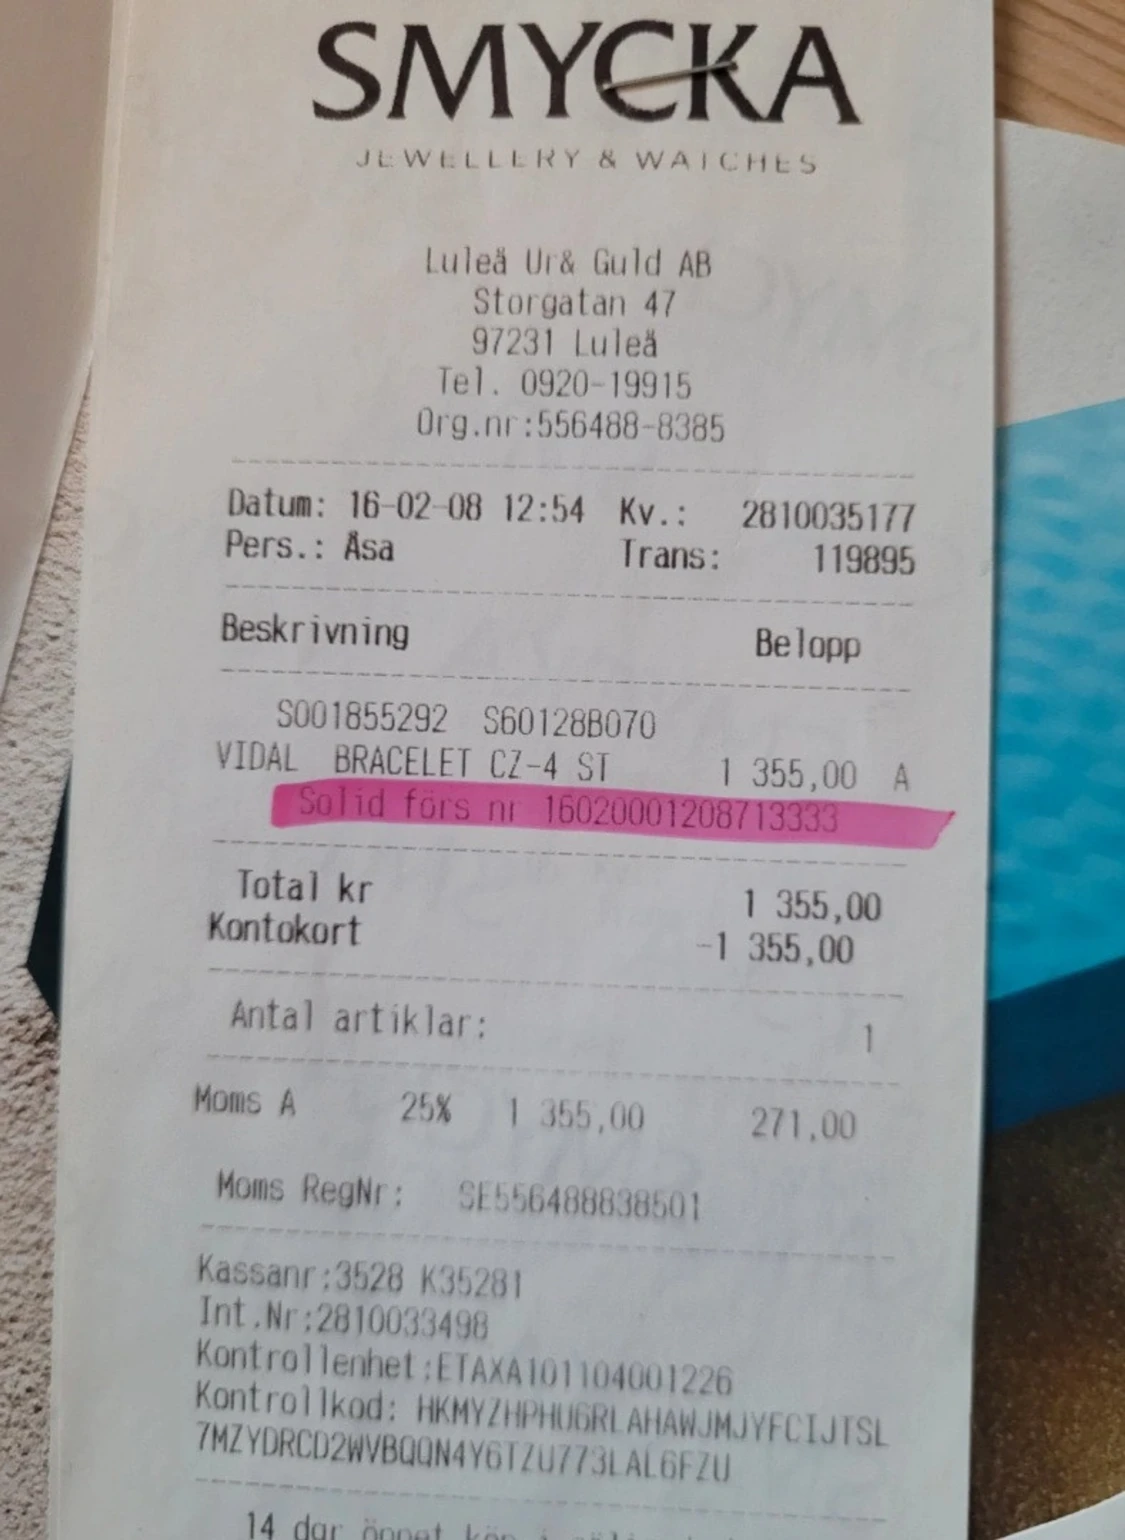 SMYCKA
JEWELLERY & WATCHES
Luleå Ur& Guld AB
Storgatan 47
97231 Luleå
Tel. 0920-19915
Org.nr:556488-8385
Datum: 16-02-08 12:54 Kv.: 2810035177
Pers.: Åsa Trans: 119895
Beskrivning Belopp
S001855292 S60128B070
VIDAL BRACELET CZ-4 ST 1 355,00 A
Solid förs nr 16020001208713333
Total kr 1 355,00
Kontokort -1 355,00
Antal artiklar: 1
Moms A 25% 1 355,00 271,00
Moms RegNr: SE556488838501
Kassanr:3528 K35281
Int.Nr:2810033498
Kontrollenhet:ETAXA101104001226
Kontrollkod: HKMYZHPHU6RLAHAWJMJYFCIJTSL
7MZYDRCD2WVBQQN4Y6TZU773LAL6FZU
14 dgr öppet köp